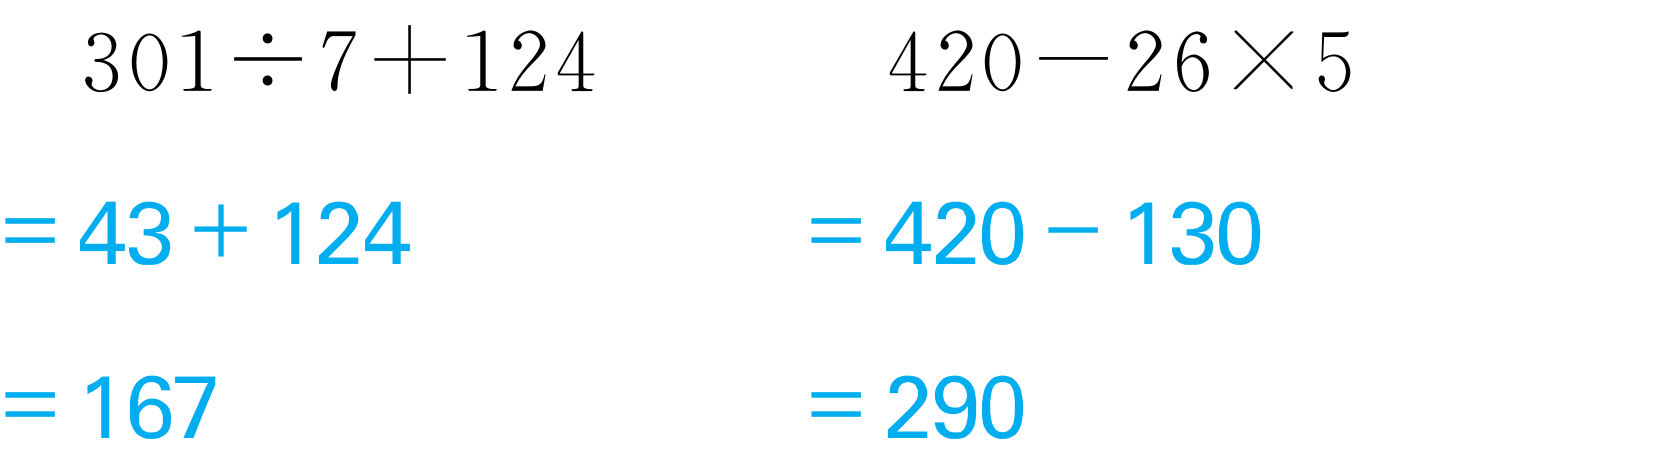 301÷7+124
= 43 + 124
= 167
420−26×5
= 420 − 130
= 290